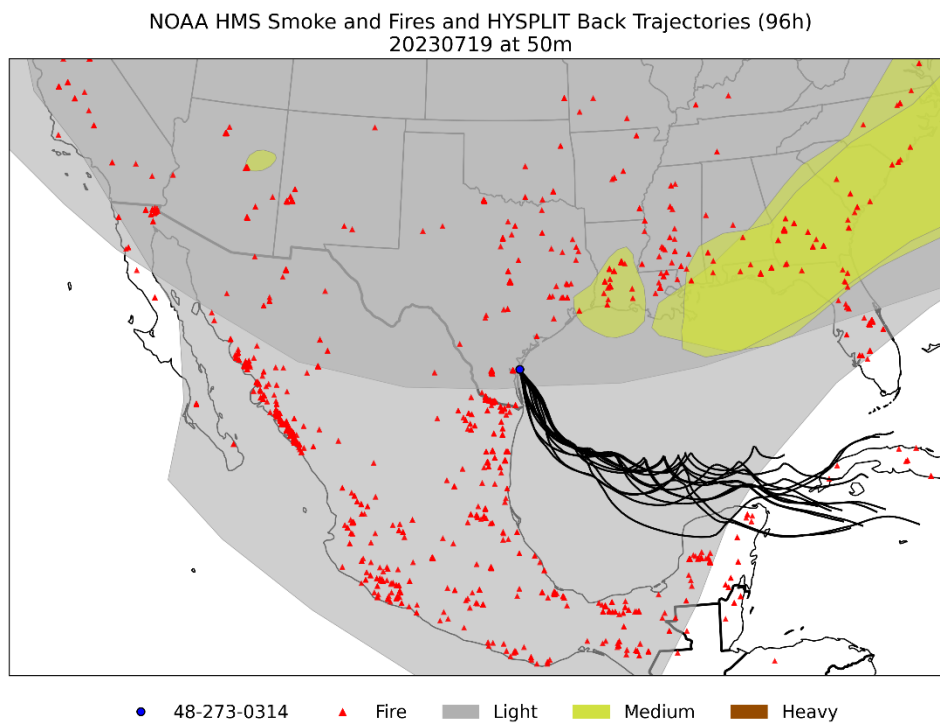 NOAA HMS Smoke and Fires and HYSPLIT Back Trajectories (96h)
20230719 at 50m
48-273-0314 Fire Light Medium Heavy